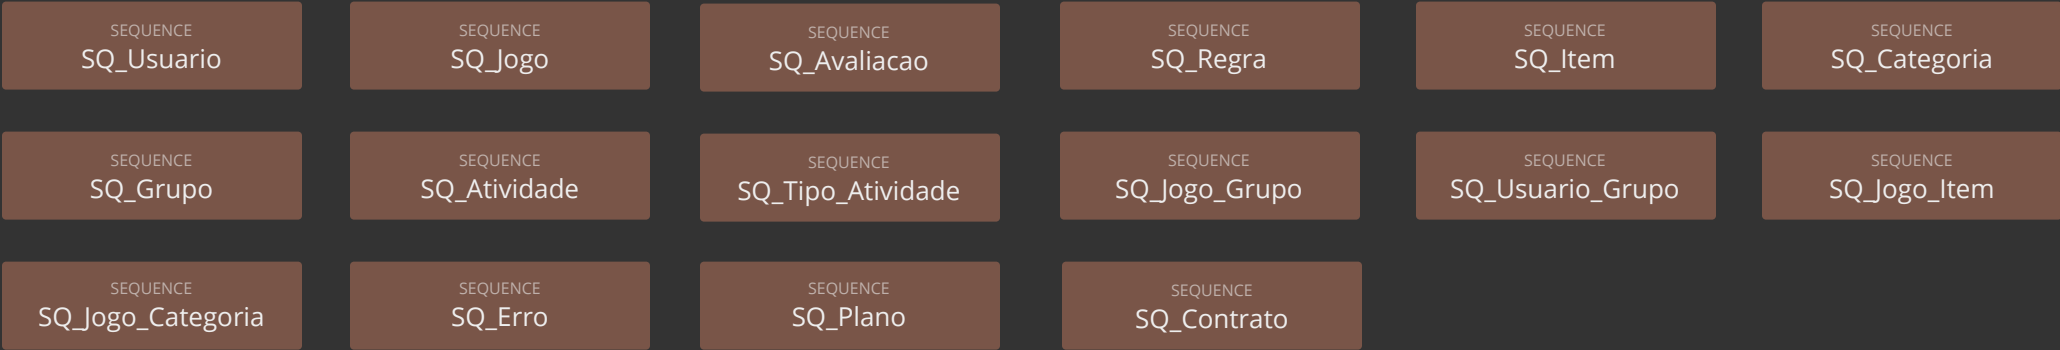 SEQUENCE
SQ_Usuario
SEQUENCE
SQ_Jogo
SEQUENCE
SQ_Avaliacao
SEQUENCE
SQ_Regra
SEQUENCE
SQ_Item
SEQUENCE
SQ_Categoria
SEQUENCE
SQ_Grupo
SEQUENCE
SQ_Atividade
SEQUENCE
SQ_Tipo_Atividade
SEQUENCE
SQ_Jogo_Grupo
SEQUENCE
SQ_Usuario_Grupo
SEQUENCE
SQ_Jogo_Item
SEQUENCE
SQ_Jogo_Categoria
SEQUENCE
SQ_Erro
SEQUENCE
SQ_Plano
SEQUENCE
SQ_Contrato